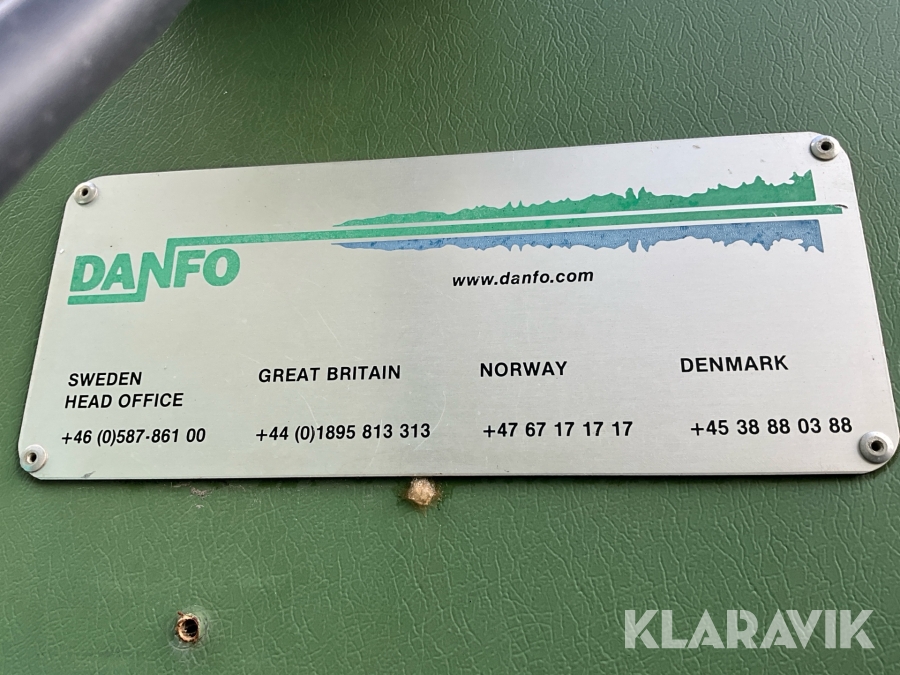 DANFO
www.danfo.com
SWEDEN
HEAD OFFICE
+46 (0)587-861 00
GREAT BRITAIN
+44 (0)1895 813 313
NORWAY
+47 67 17 17 17
DENMARK
+45 38 88 03 88
KLARAVIK